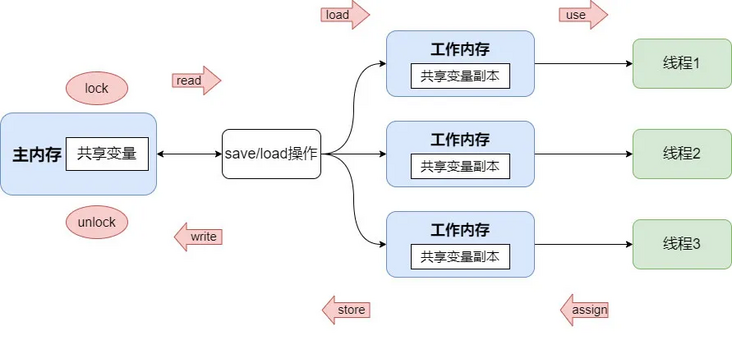 load
use
工作内存
共享变量副本
线程1
read
lock
主内存
共享变量
save/load操作
工作内存
共享变量副本
线程2
unlock
write
工作内存
共享变量副本
线程3
store
assign